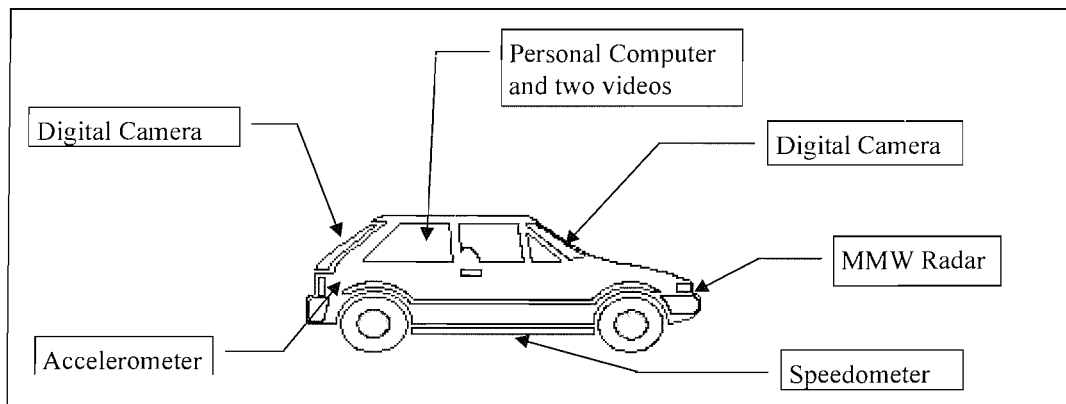 Personal Computer
and two videos
Digital Camera
Digital Camera
MMW Radar
Accelerometer
Speedometer